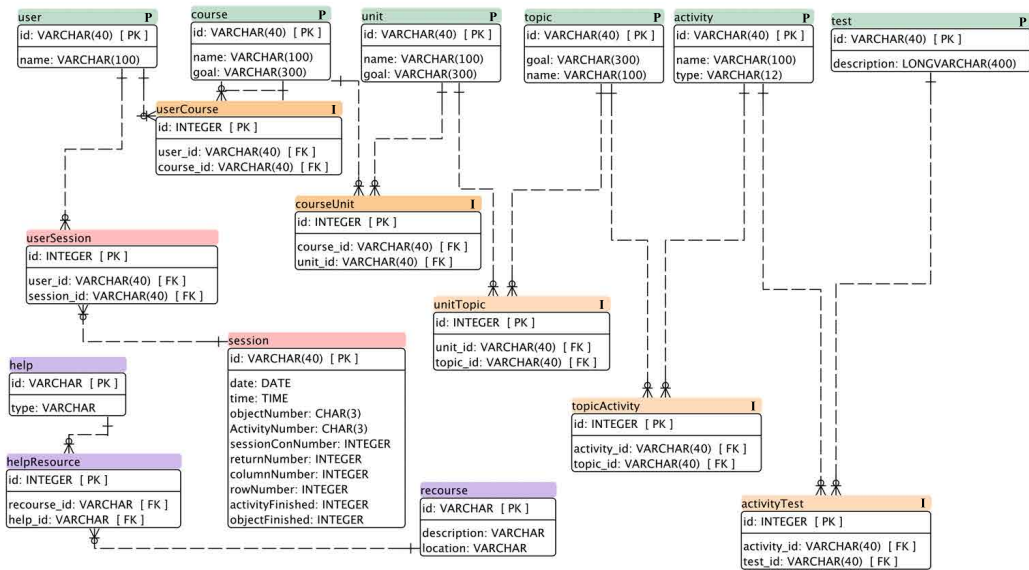 user P
id: VARCHAR(40) [ PK ]
name: VARCHAR(100)
course P
id: VARCHAR(40) [ PK ]
name: VARCHAR(100)
goal: VARCHAR(300)
unit P
id: VARCHAR(40) [ PK ]
name: VARCHAR(100)
goal: VARCHAR(300)
topic P
id: VARCHAR(40) [ PK ]
goal: VARCHAR(300)
name: VARCHAR(100)
activity P
id: VARCHAR(40) [ PK ]
name: VARCHAR(100)
type: VARCHAR(12)
test P
id: VARCHAR(40) [ PK ]
description: LONGVARCHAR(400)
userCourse I
id: INTEGER [ PK ]
user_id: VARCHAR(40) [ FK ]
course_id: VARCHAR(40) [ FK ]
courseUnit I
id: INTEGER [ PK ]
course_id: VARCHAR(40) [ FK ]
unit_id: VARCHAR(40) [ FK ]
userSession
id: INTEGER [ PK ]
user_id: VARCHAR(40) [ FK ]
session_id: VARCHAR(40) [ FK ]
unitTopic I
id: INTEGER [ PK ]
unit_id: VARCHAR(40) [ FK ]
topic_id: VARCHAR(40) [ FK ]
session
id: VARCHAR(40) [ PK ]
date: DATE
time: TIME
objectNumber: CHAR(3)
ActivityNumber: CHAR(3)
sessionConNumber: INTEGER
returnNumber: INTEGER
columnNumber: INTEGER
rowNumber: INTEGER
activityFinished: INTEGER
objectFinished: INTEGER
help
id: VARCHAR [ PK ]
type: VARCHAR
topicActivity I
id: INTEGER [ PK ]
activity_id: VARCHAR(40) [ FK ]
topic_id: VARCHAR(40) [ FK ]
helpResource
id: INTEGER [ PK ]
recourse_id: VARCHAR [ FK ]
help_id: VARCHAR [ FK ]
recourse
id: VARCHAR [ PK ]
description: VARCHAR
location: VARCHAR
activityTest I
id: INTEGER [ PK ]
activity_id: VARCHAR(40) [ FK ]
test_id: VARCHAR(40) [ FK ]